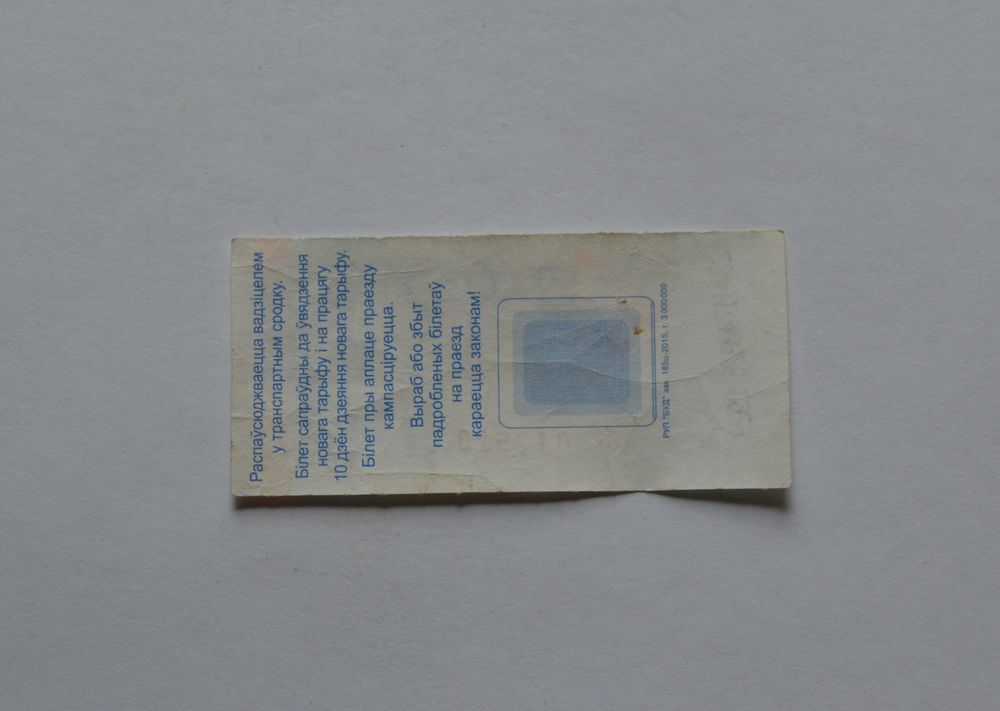 Распаўсюджваецца вадзіцелем
у транспартным сродку.
Білет сапраўдны да ўвядзення
новага тарыфу і на працягу
10 дзён дзеяння новага тарыфу.
Білет пры аплаце праезду
кампасціруецца.
Выраб або збыт
падробленых білетаў
на праезд
караецца законам!
РУП "БУД" зак. 185ц-2015, т. 3 000 000